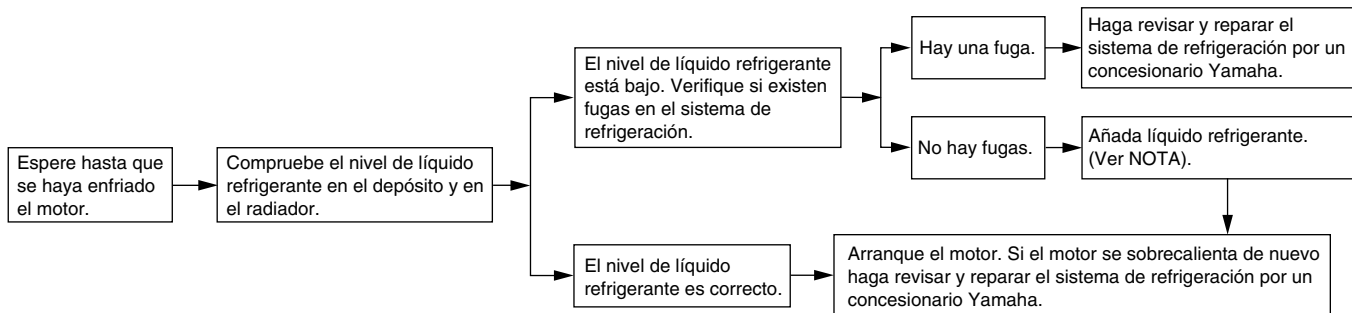 Espere hasta que
se haya enfriado
el motor.
Compruebe el nivel de líquido
refrigerante en el depósito y en
el radiador.
El nivel de líquido refrigerante
está bajo. Verifique si existen
fugas en el sistema de
refrigeración.
Hay una fuga.
Haga revisar y reparar el
sistema de refrigeración por un
concesionario Yamaha.
No hay fugas.
Añada líquido refrigerante.
(Ver NOTA).
El nivel de líquido
refrigerante es correcto.
Arranque el motor. Si el motor se sobrecalienta de nuevo
haga revisar y reparar el sistema de refrigeración por un
concesionario Yamaha.